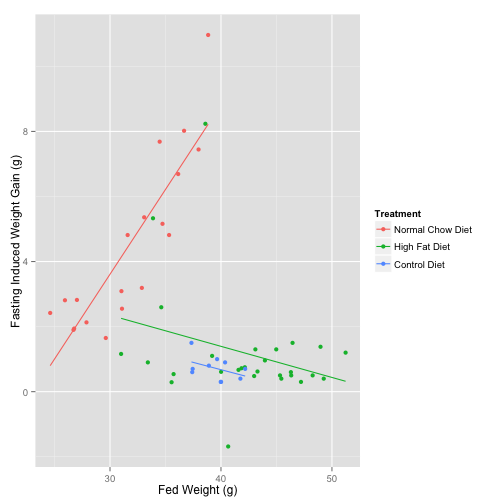 Fasting Induced Weight Gain (g)
8
4
0
30
40
50
Fed Weight (g)
Treatment
Normal Chow Diet
High Fat Diet
Control Diet